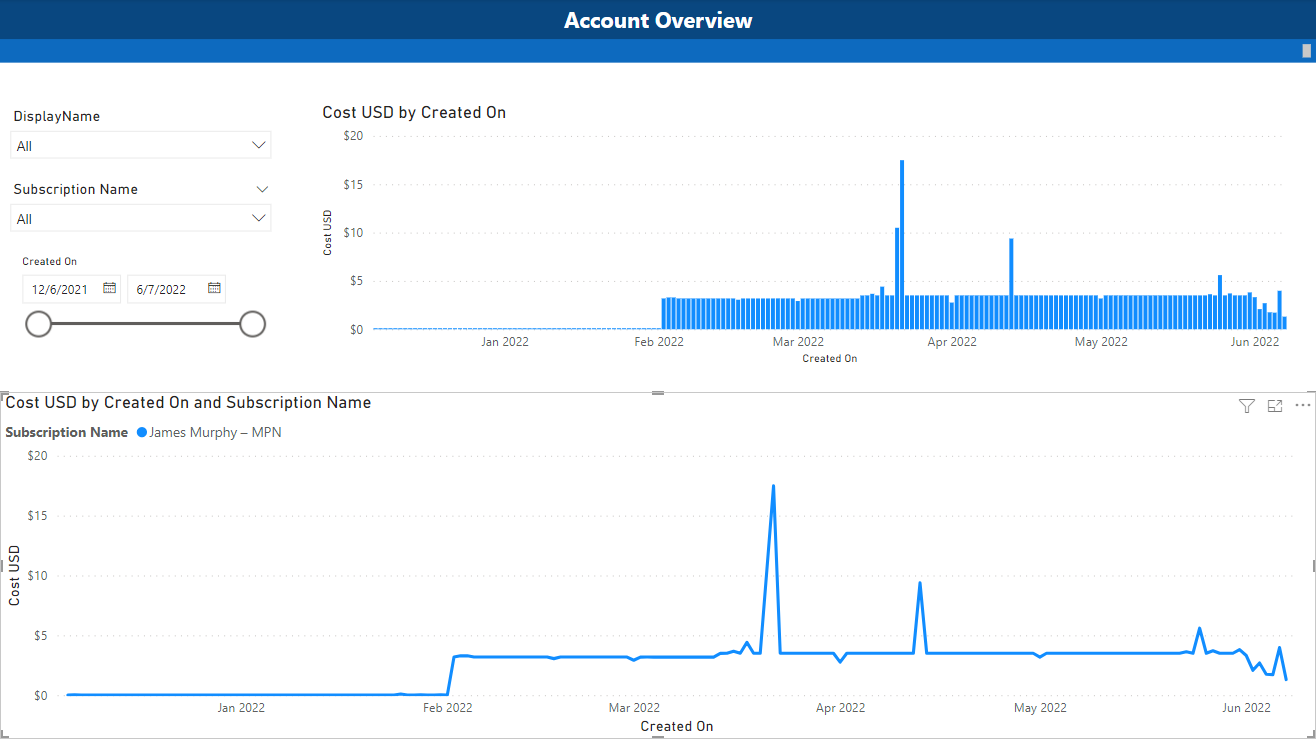 Account Overview
DisplayName
All
Subscription Name
All
Created On
12/6/2021 6/7/2022
Cost USD by Created On
$20
$15
$10
$5
$0
Cost USD
Jan 2022 Feb 2022 Mar 2022 Apr 2022 May 2022 Jun 2022
Created On
Cost USD by Created On and Subscription Name
Subscription Name James Murphy – MPN
$20
$15
$10
$5
$0
Cost USD
Jan 2022 Feb 2022 Mar 2022 Apr 2022 May 2022 Jun 2022
Created On